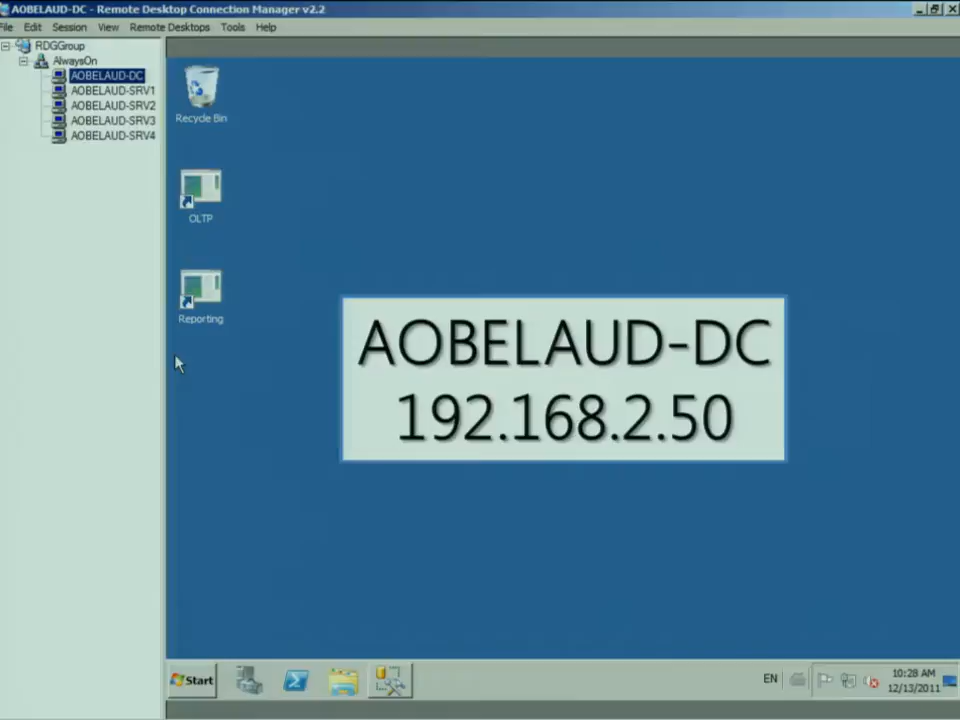 AOBELAUD-DC - Remote Desktop Connection Manager v2.2
File Edit Session View Remote Desktops Tools Help
RDGGroup
AlwaysOn
AOBELAUD-DC
AOBELAUD-SRV1
AOBELAUD-SRV2
AOBELAUD-SRV3
AOBELAUD-SRV4
Recycle Bin
OLTP
Reporting
AOBELAUD-DC
192.168.2.50
Start
EN
10:28 AM
12/13/2011